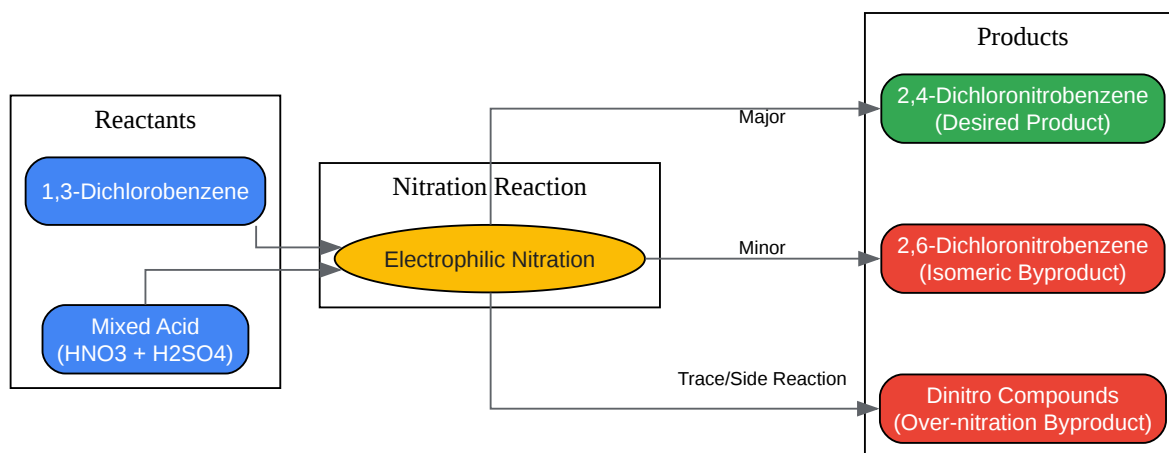 Reactants
1,3-Dichlorobenzene
Mixed Acid
(HNO3 + H2SO4)
Nitration Reaction
Electrophilic Nitration
Major
Minor
Trace/Side Reaction
Products
2,4-Dichloronitrobenzene
(Desired Product)
2,6-Dichloronitrobenzene
(Isomeric Byproduct)
Dinitro Compounds
(Over-nitration Byproduct)